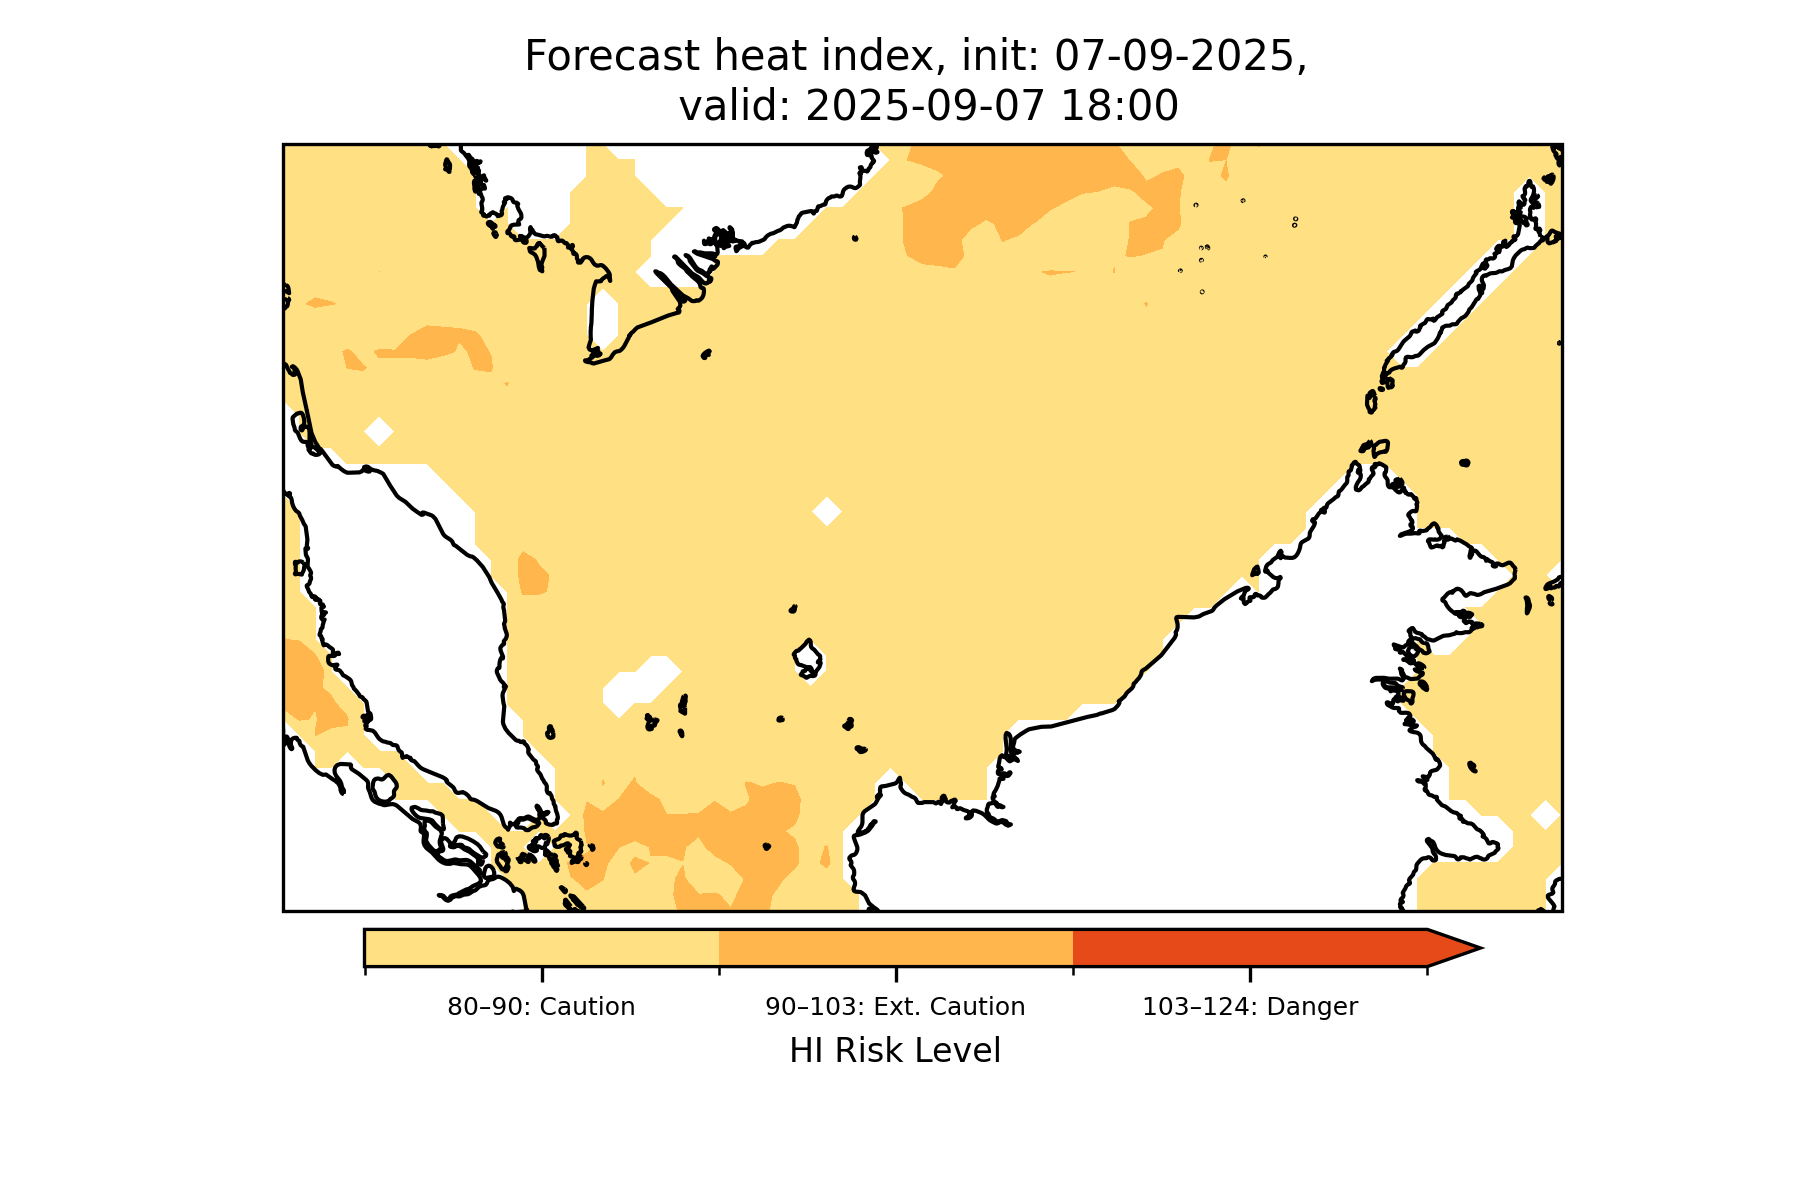 Forecast heat index, init: 07-09-2025,
valid: 2025-09-07 18:00
80–90: Caution
90–103: Ext. Caution
103–124: Danger
HI Risk Level